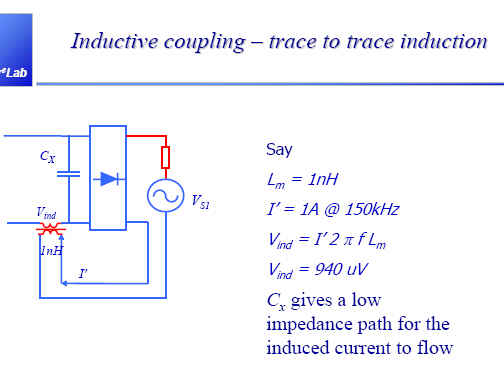 Inductive coupling – trace to trace induction
Lab
Cx
Vind
1nH
I'
VS1
Say
Lm = 1nH
I' = 1A @ 150kHz
Vind = I' 2 π f Lm
Vind = 940 uV
Cx gives a low
impedance path for the
induced current to flow